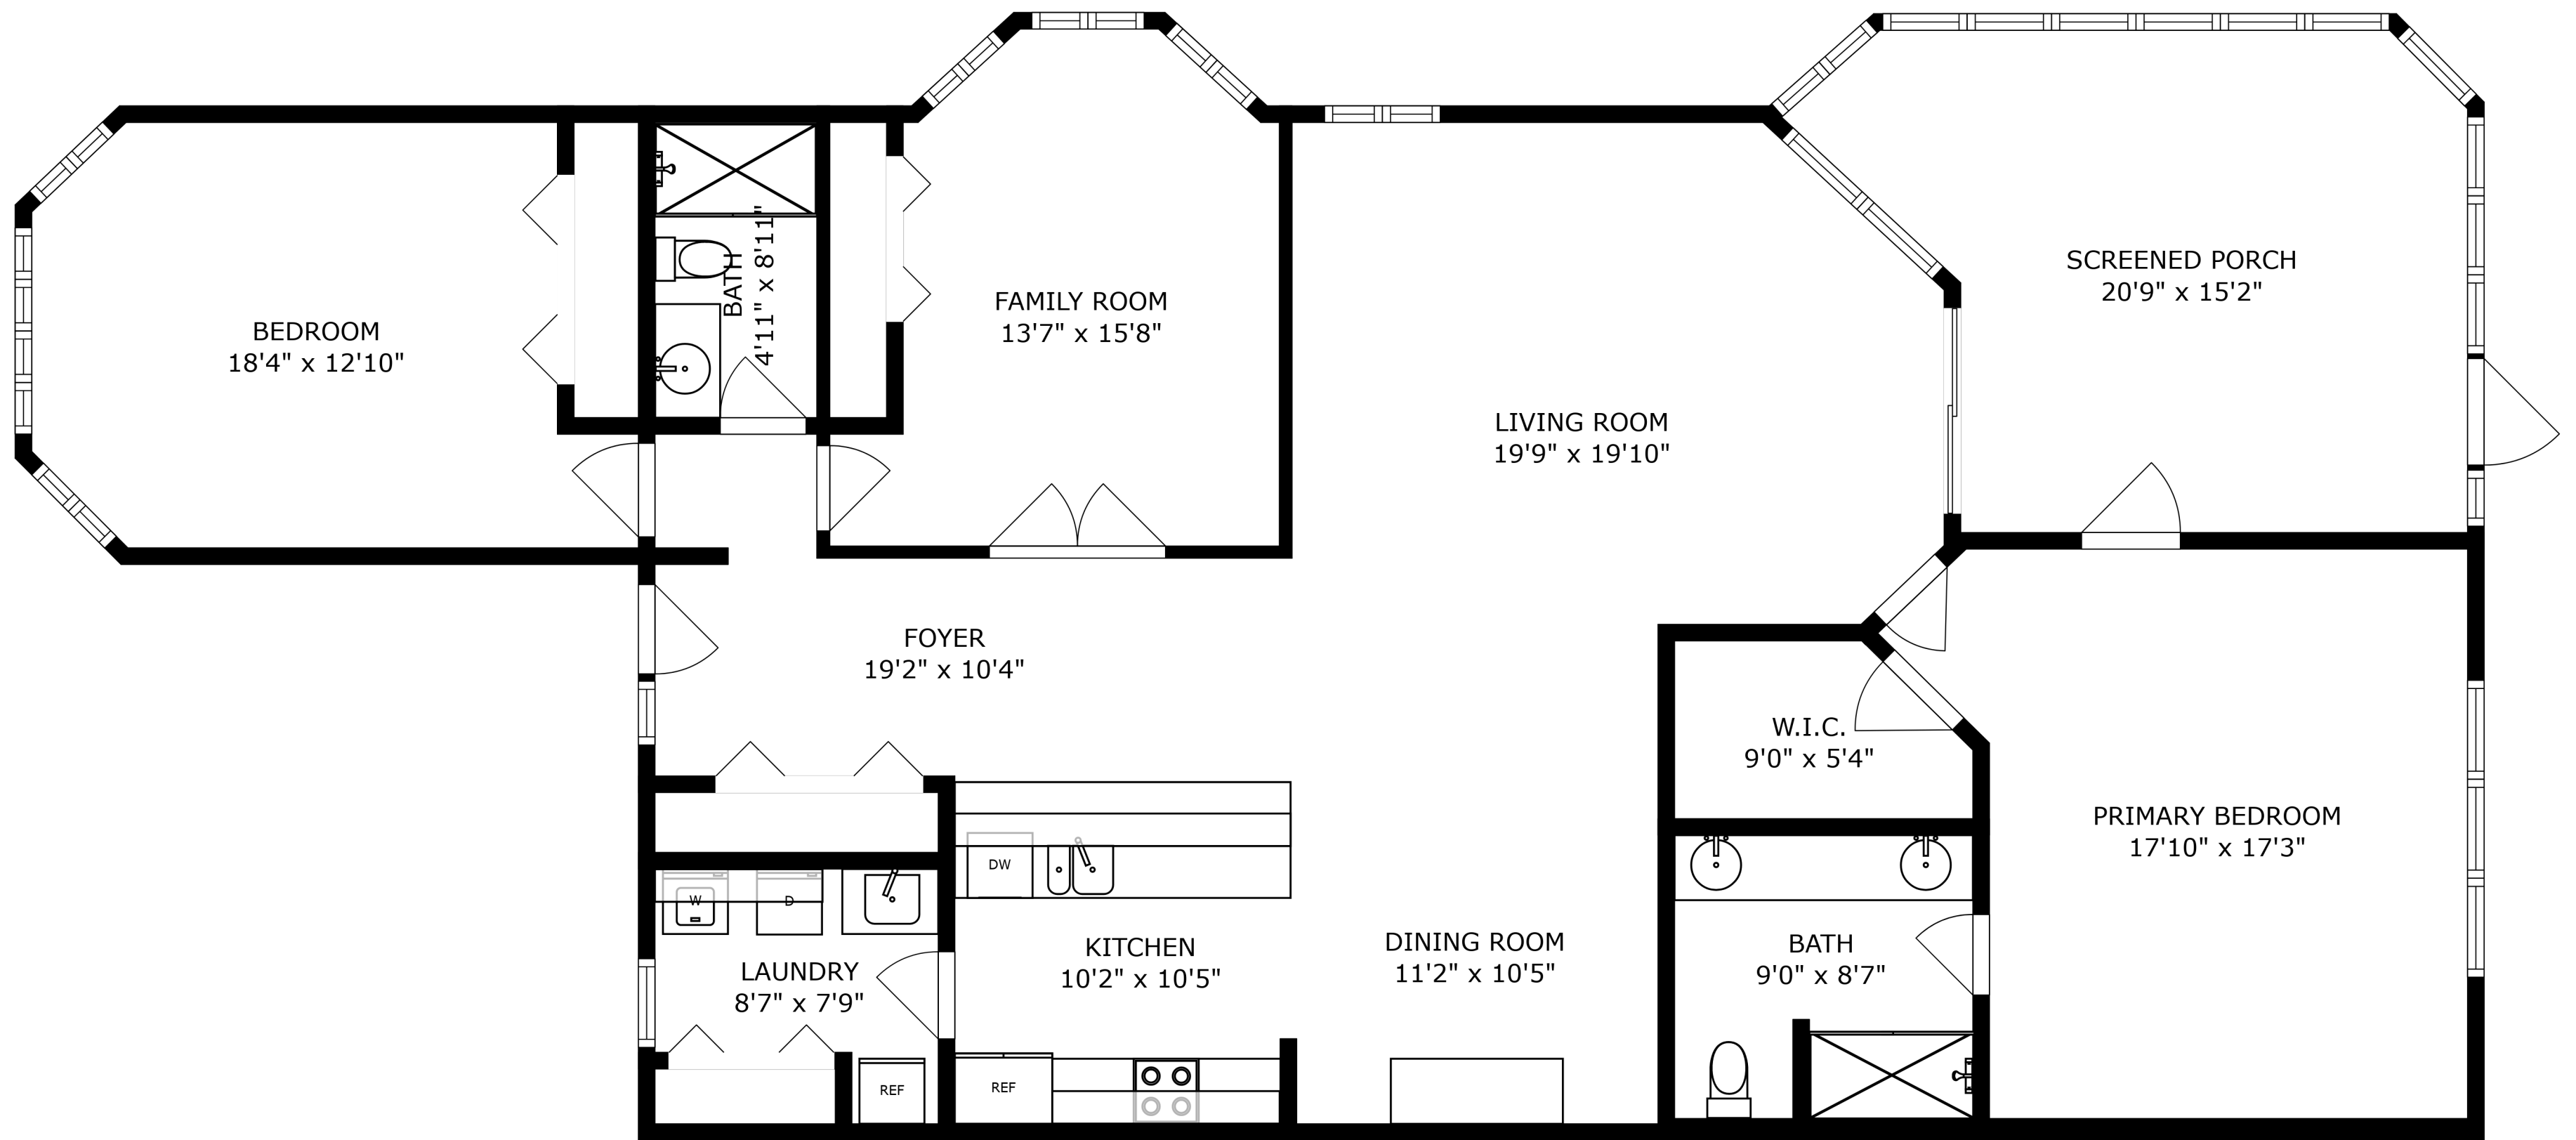 BEDROOM
18'4" x 12'10"
BATH
4'11" x 8'11"
FAMILY ROOM
13'7" x 15'8"
LIVING ROOM
19'9" x 19'10"
SCREENED PORCH
20'9" x 15'2"
FOYER
19'2" x 10'4"
W.I.C.
9'0" x 5'4"
PRIMARY BEDROOM
17'10" x 17'3"
DW
W
D
KITCHEN
10'2" x 10'5"
DINING ROOM
11'2" x 10'5"
BATH
9'0" x 8'7"
LAUNDRY
8'7" x 7'9"
REF
REF